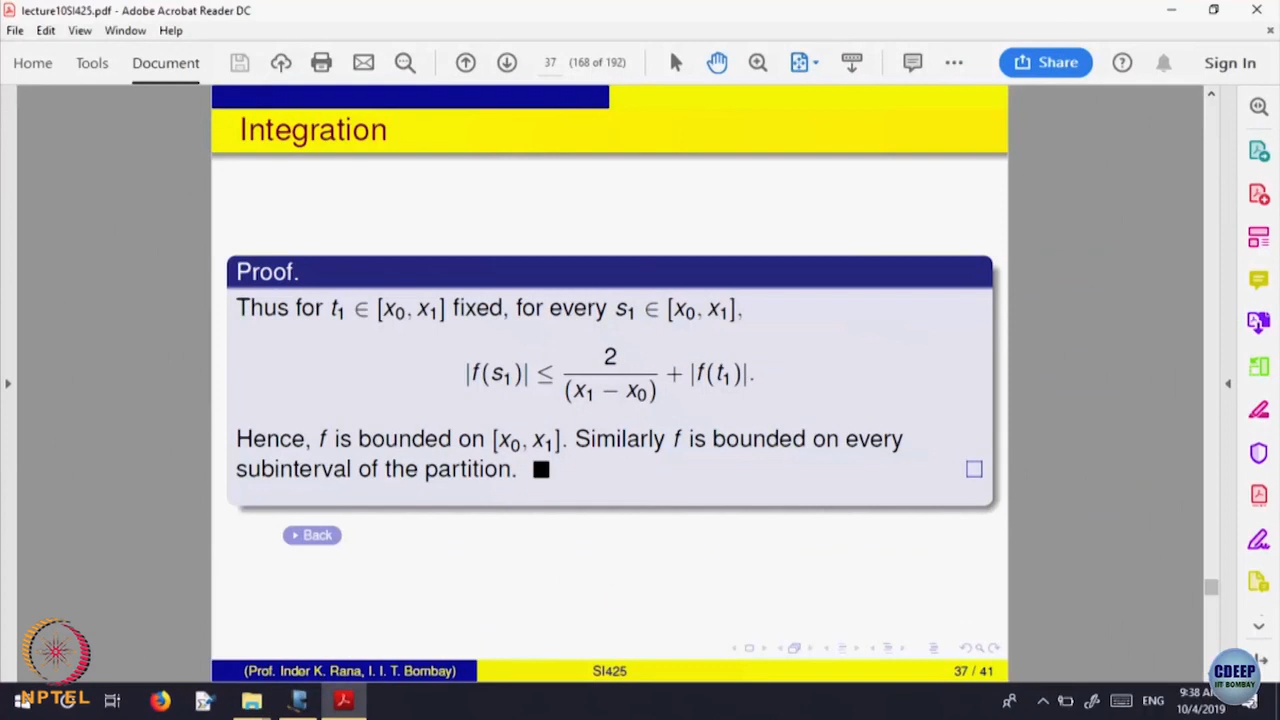 lecture10SI425.pdf - Adobe Acrobat Reader DC
File Edit View Window Help
Home Tools Document 37 (168 of 192) Share Sign In
Integration
Proof.
Thus for t₁ ∈ [x₀, x₁] fixed, for every s₁ ∈ [x₀, x₁],
|f(s₁)| ≤ 2/(x₁ − x₀) + |f(t₁)|.
Hence, f is bounded on [x₀, x₁]. Similarly f is bounded on every
subinterval of the partition. ■
Back
(Prof. Inder K. Rana, I. I. T. Bombay) SI425 37 / 41
NPTEL
CDEEP
IIT BOMBAY
ENG
9:38
10/4/2019